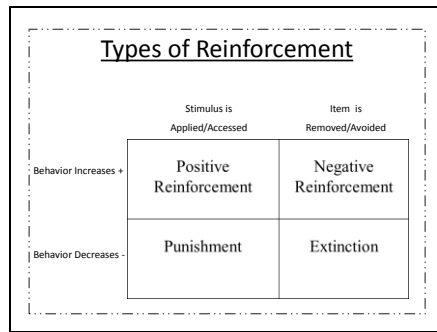 Types of Reinforcement
Stimulus is
Applied/Accessed
Item is
Removed/Avoided
Behavior Increases +
Positive
Reinforcement
Negative
Reinforcement
Behavior Decreases -
Punishment
Extinction